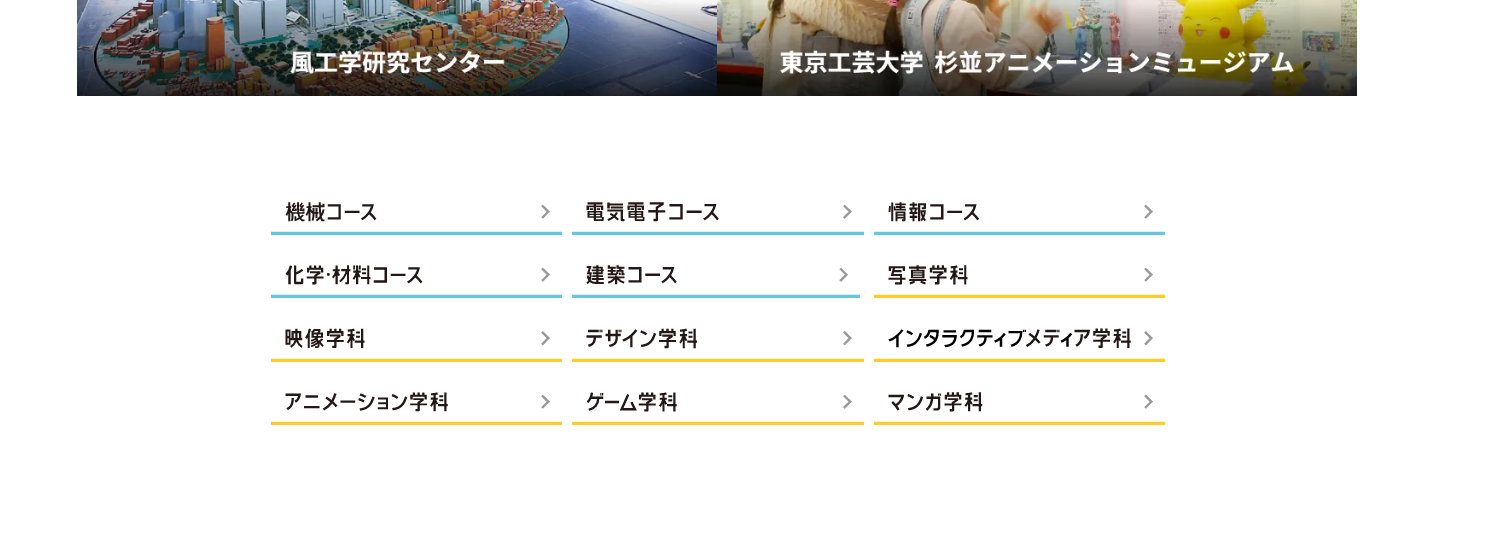 風工学研究センター
東京工芸大学 杉並アニメーションミュージアム
機械コース
電気電子コース
情報コース
化学·材料コース
建築コース
写真学科
映像学科
デザイン学科
インタラクティブメディア学科
アニメーション学科
ゲーム学科
マンガ学科